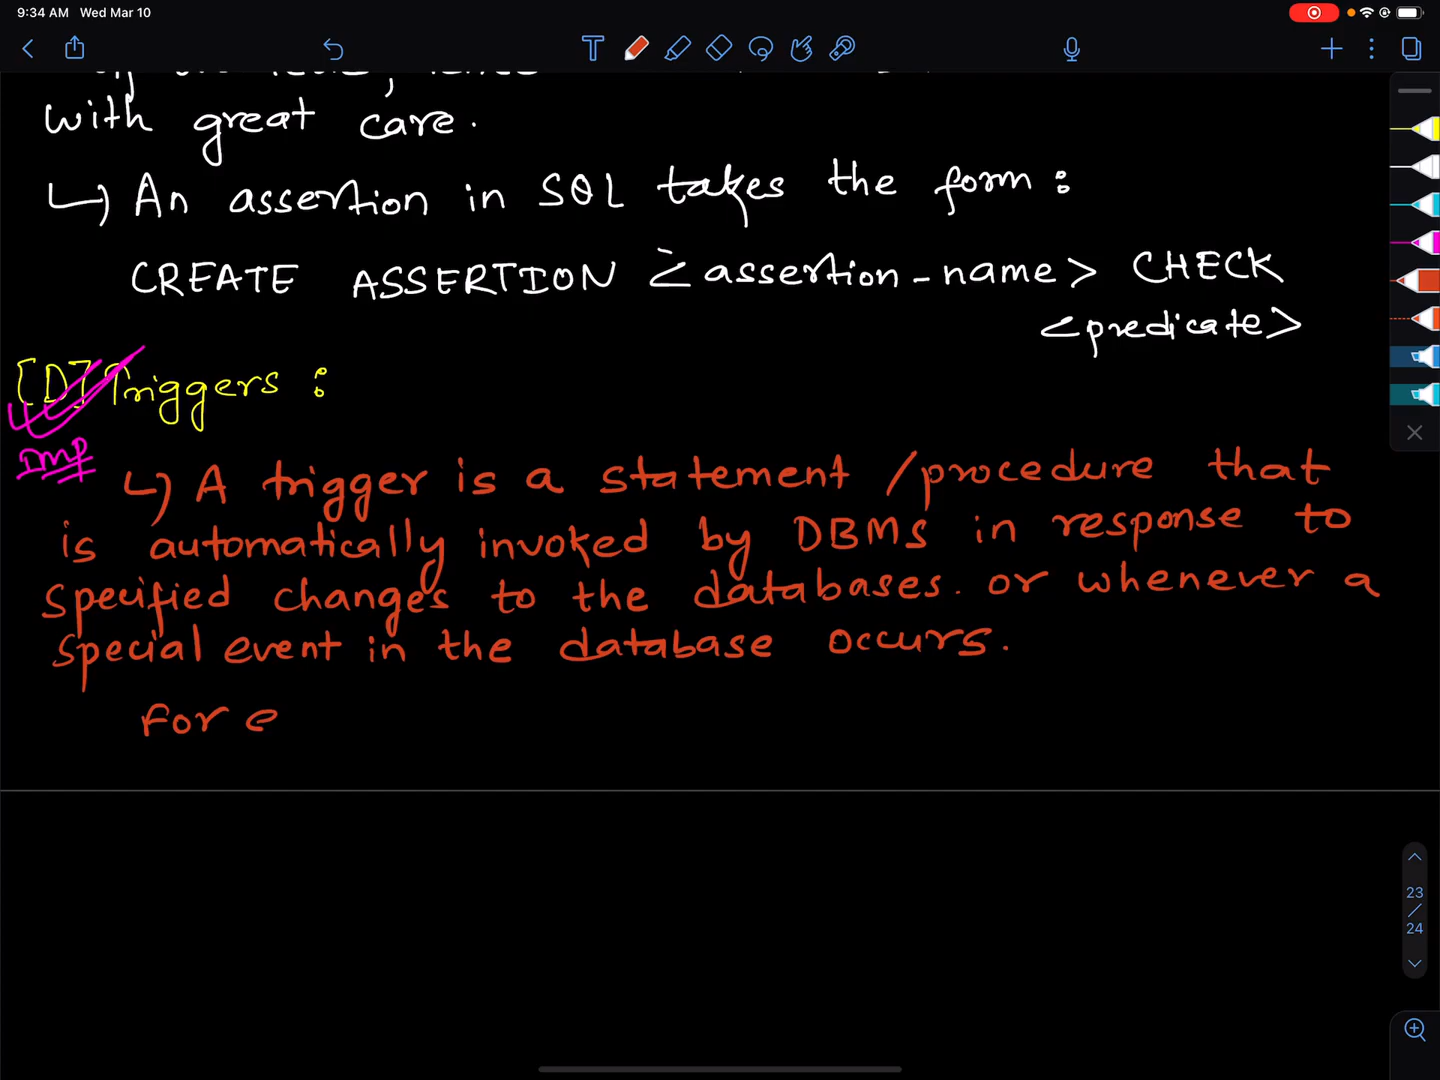 9:34 AM Wed Mar 10
with great care.
↳ An assertion in SQL takes the form :
CREATE ASSERTION <assertion-name> CHECK
<predicate>
[D] Triggers :
Imp
↳ A trigger is a statement /procedure that
is automatically invoked by DBMS in response to
specified changes to the databases. or whenever a
special event in the database occurs.
For e
23
/
24